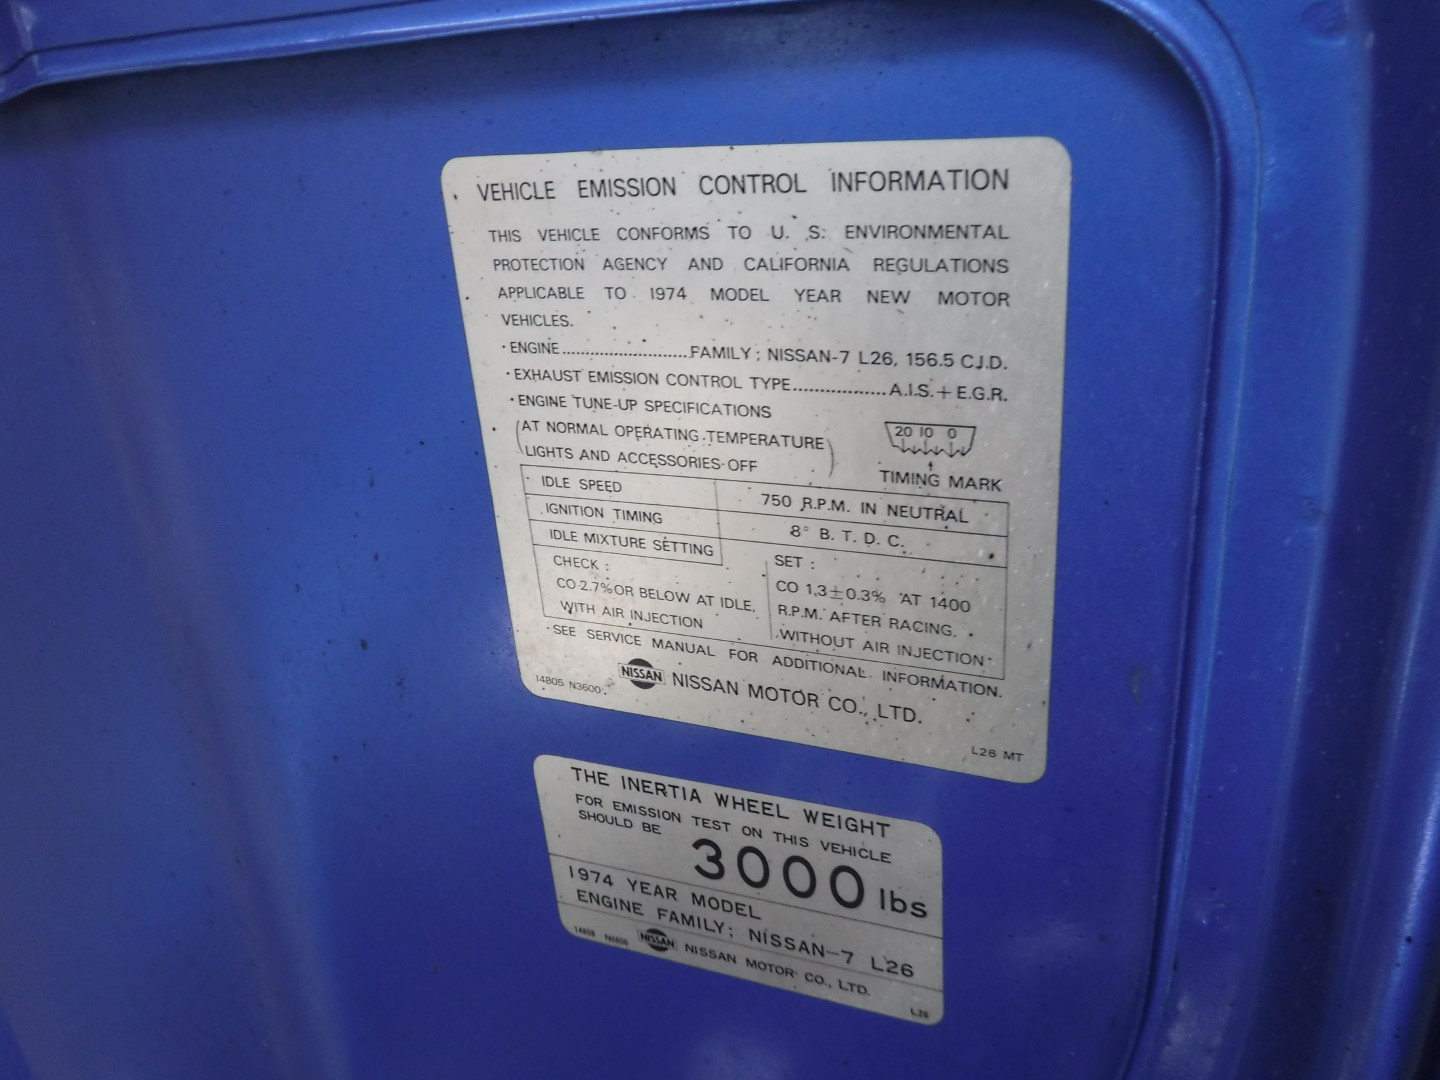 VEHICLE EMISSION CONTROL INFORMATION
THIS VEHICLE CONFORMS TO U. S. ENVIRONMENTAL
PROTECTION AGENCY AND CALIFORNIA REGULATIONS
APPLICABLE TO 1974 MODEL YEAR NEW MOTOR
VEHICLES.
· ENGINE..........................FAMILY ; NISSAN-7 L26, 156.5 C.I.D.
· EXHAUST EMISSION CONTROL TYPE.................A.I.S. + E.G.R.
· ENGINE TUNE-UP SPECIFICATIONS
(AT NORMAL OPERATING TEMPERATURE
LIGHTS AND ACCESSORIES OFF)
20 10 0
TIMING MARK
IDLE SPEED 750 R.P.M. IN NEUTRAL
IGNITION TIMING 8° B. T. D. C.
IDLE MIXTURE SETTING
CHECK :
CO 2.7% OR BELOW AT IDLE,
WITH AIR INJECTION
SET :
CO 1.3±0.3% AT 1400
R.P.M. AFTER RACING.
WITHOUT AIR INJECTION
· SEE SERVICE MANUAL FOR ADDITIONAL INFORMATION.
14805 N3600
NISSAN NISSAN MOTOR CO., LTD.
L26 MT
THE INERTIA WHEEL WEIGHT
FOR EMISSION TEST ON THIS VEHICLE
SHOULD BE
3000 lbs
1974 YEAR MODEL
ENGINE FAMILY; NISSAN-7 L26
14808 N3600 NISSAN NISSAN MOTOR CO., LTD.
L26